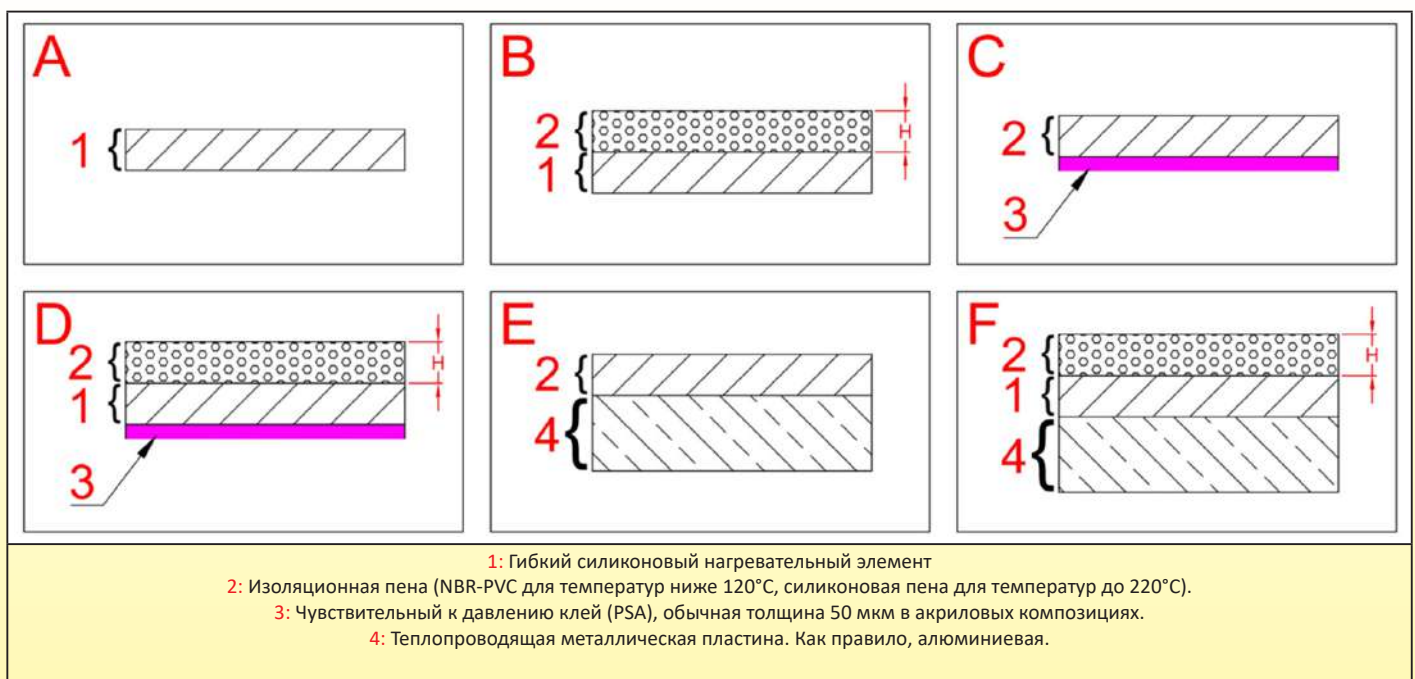 A
1
B
2
H
1
C
2
3
D
2
H
1
3
E
2
4
F
2
H
1
4
1: Гибкий силиконовый нагревательный элемент
2: Изоляционная пена (NBR-PVC для температур ниже 120°C, силиконовая пена для температур до 220°C).
3: Чувствительный к давлению клей (PSA), обычная толщина 50 мкм в акриловых композициях.
4: Теплопроводящая металлическая пластина. Как правило, алюминиевая.